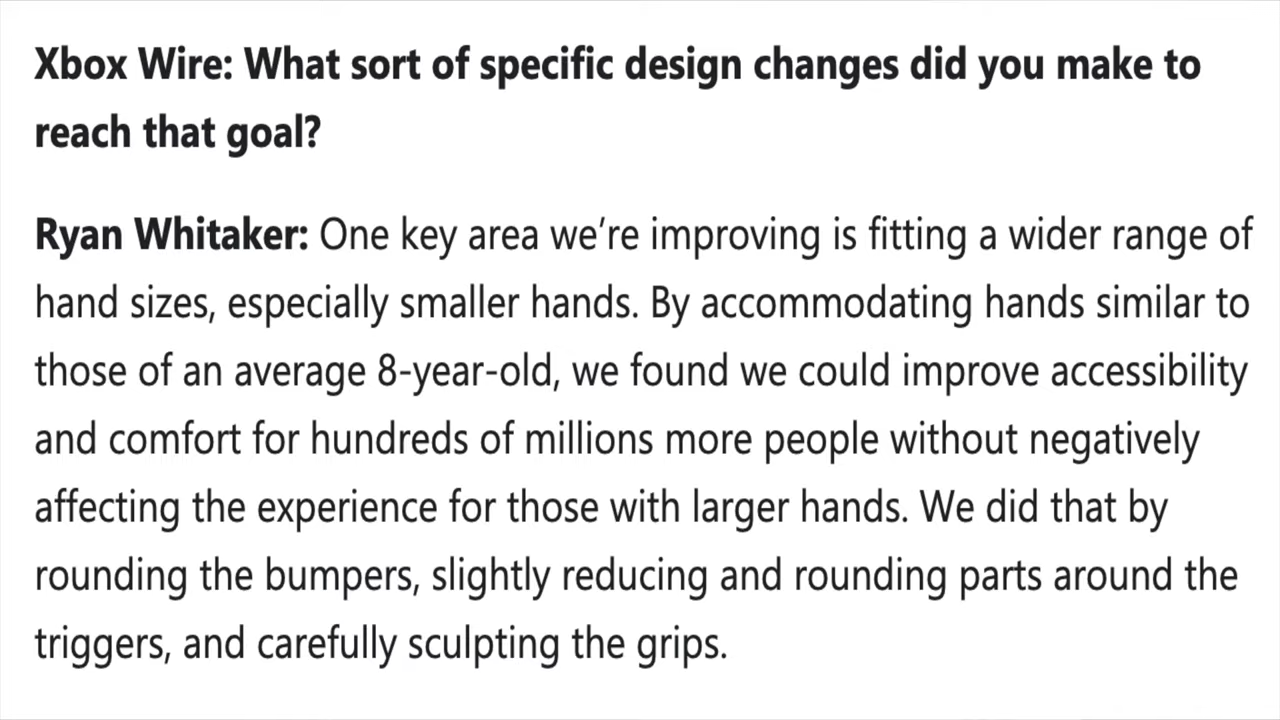 Xbox Wire: What sort of specific design changes did you make to
reach that goal?
Ryan Whitaker: One key area we’re improving is fitting a wider range of
hand sizes, especially smaller hands. By accommodating hands similar to
those of an average 8-year-old, we found we could improve accessibility
and comfort for hundreds of millions more people without negatively
affecting the experience for those with larger hands. We did that by
rounding the bumpers, slightly reducing and rounding parts around the
triggers, and carefully sculpting the grips.